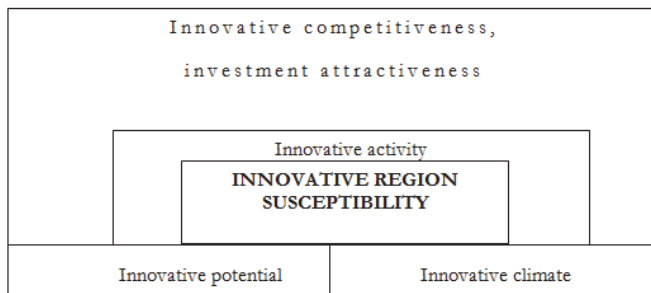 Innovative competitiveness,
investment attractiveness
Innovative activity
INNOVATIVE REGION
SUSCEPTIBILITY
Innovative potential
Innovative climate